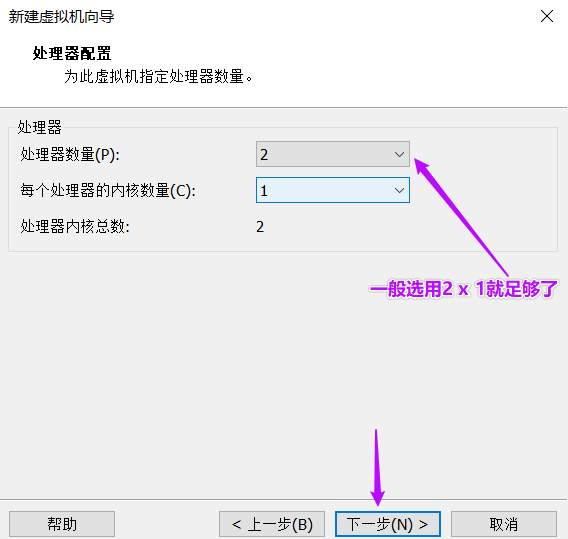 新建虚拟机向导
处理器配置
为此虚拟机指定处理器数量。
处理器
处理器数量(P): 2
每个处理器的内核数量(C): 1
处理器内核总数: 2
一般选用2 x 1就足够了
帮助 < 上一步(B) 下一步(N) > 取消